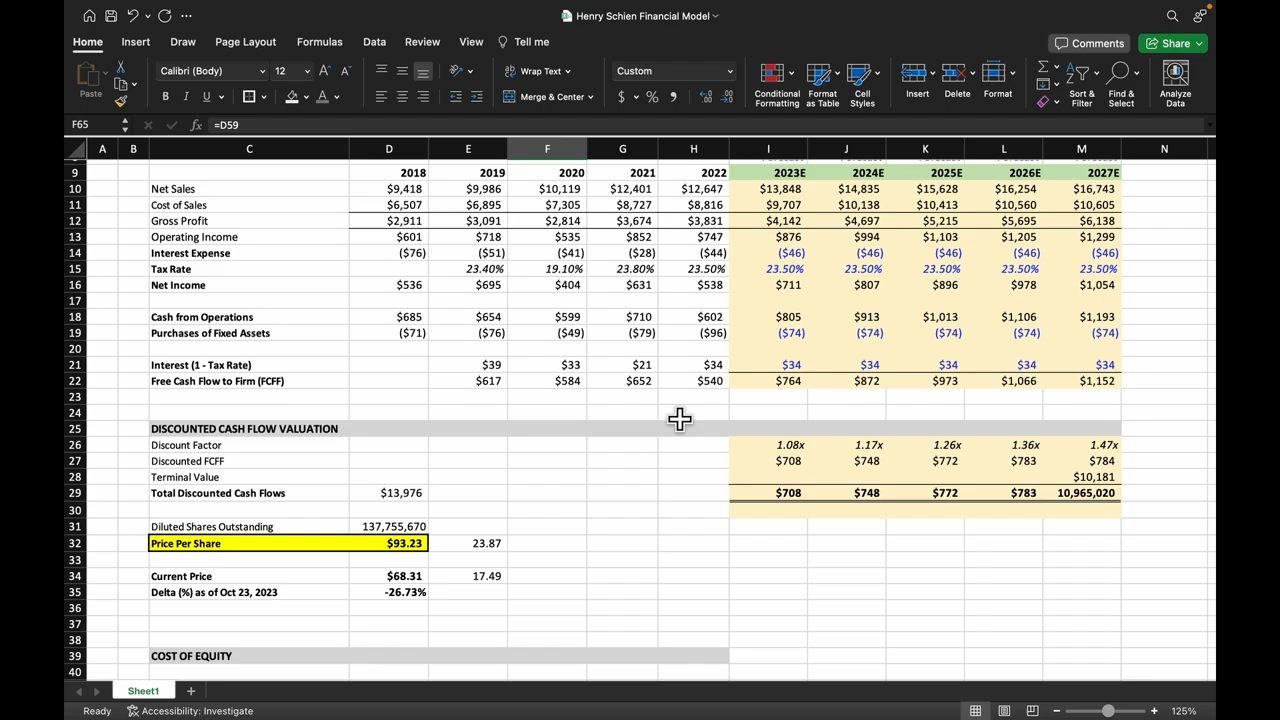 Henry Schien Financial Model
Home Insert Draw Page Layout Formulas Data Review View Tell me Comments Share
Paste Calibri (Body) 12 Wrap Text Merge & Center Custom Conditional Formatting Format as Table Cell Styles Insert Delete Format Sort & Filter Find & Select Analyze Data
F65 fx =D59
A B C D E F G H I J K L M N
9 2018 2019 2020 2021 2022 2023E 2024E 2025E 2026E 2027E
10 Net Sales $9,418 $9,986 $10,119 $12,401 $12,647 $13,848 $14,835 $15,628 $16,254 $16,743
11 Cost of Sales $6,507 $6,895 $7,305 $8,727 $8,816 $9,707 $10,138 $10,413 $10,560 $10,605
12 Gross Profit $2,911 $3,091 $2,814 $3,674 $3,831 $4,142 $4,697 $5,215 $5,695 $6,138
13 Operating Income $601 $718 $535 $852 $747 $876 $994 $1,103 $1,205 $1,299
14 Interest Expense ($76) ($51) ($41) ($28) ($44) ($46) ($46) ($46) ($46) ($46)
15 Tax Rate 23.40% 19.10% 23.80% 23.50% 23.50% 23.50% 23.50% 23.50% 23.50%
16 Net Income $536 $695 $404 $631 $538 $711 $807 $896 $978 $1,054
17
18 Cash from Operations $685 $654 $599 $710 $602 $805 $913 $1,013 $1,106 $1,193
19 Purchases of Fixed Assets ($71) ($76) ($49) ($79) ($96) ($74) ($74) ($74) ($74) ($74)
20
21 Interest (1 - Tax Rate) $39 $33 $21 $34 $34 $34 $34 $34 $34
22 Free Cash Flow to Firm (FCFF) $617 $584 $652 $540 $764 $872 $973 $1,066 $1,152
23
24
25 DISCOUNTED CASH FLOW VALUATION
26 Discount Factor 1.08x 1.17x 1.26x 1.36x 1.47x
27 Discounted FCFF $708 $748 $772 $783 $784
28 Terminal Value $10,181
29 Total Discounted Cash Flows $13,976 $708 $748 $772 $783 10,965,020
30
31 Diluted Shares Outstanding 137,755,670
32 Price Per Share $93.23 23.87
33
34 Current Price $68.31 17.49
35 Delta (%) as of Oct 23, 2023 -26.73%
36
37
38
39 COST OF EQUITY
40
Sheet1
Ready Accessibility: Investigate 125%